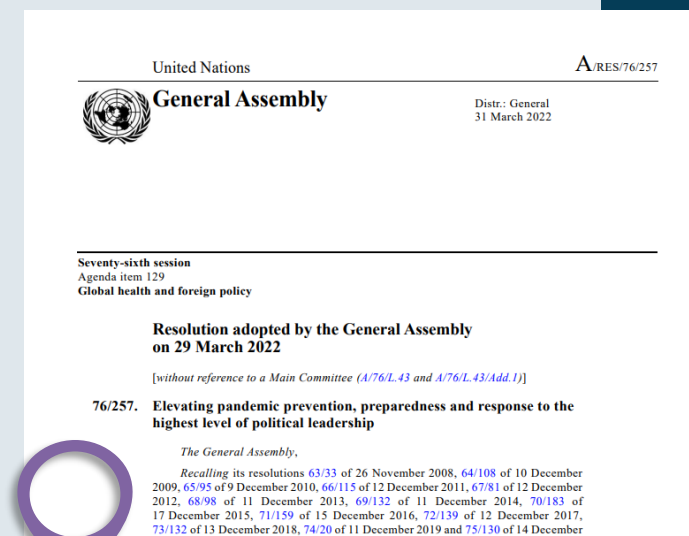 United Nations
A/RES/76/257
General Assembly
Distr.: General
31 March 2022
Seventy-sixth session
Agenda item 129
Global health and foreign policy
Resolution adopted by the General Assembly
on 29 March 2022
[without reference to a Main Committee (A/76/L.43 and A/76/L.43/Add.1)]
76/257. Elevating pandemic prevention, preparedness and response to the
highest level of political leadership
The General Assembly,
Recalling its resolutions 63/33 of 26 November 2008, 64/108 of 10 December
2009, 65/95 of 9 December 2010, 66/115 of 12 December 2011, 67/81 of 12 December
2012, 68/98 of 11 December 2013, 69/132 of 11 December 2014, 70/183 of
17 December 2015, 71/159 of 15 December 2016, 72/139 of 12 December 2017,
73/132 of 13 December 2018, 74/20 of 11 December 2019 and 75/130 of 14 December